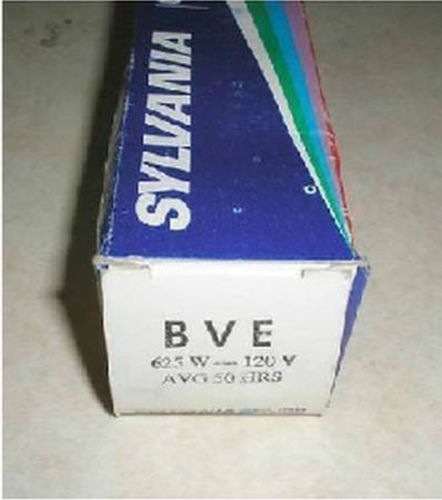 SYLVANIA
BVE
625 W — 120 V
AVG 50 HRS